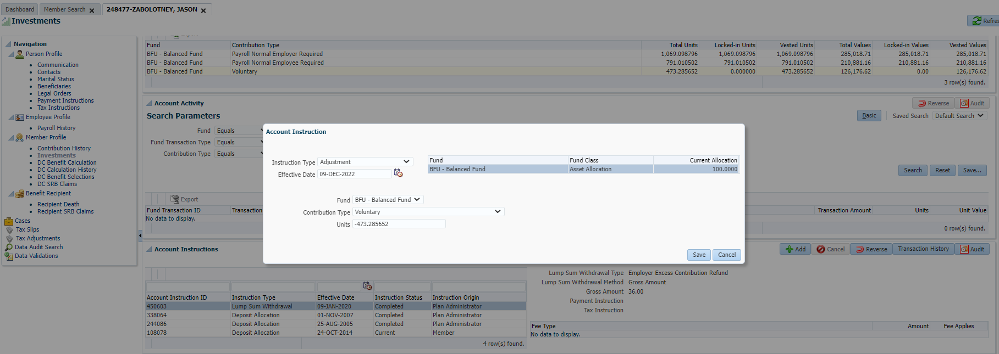 Dashboard Member Search 248477-ZABOLOTNEY, JASON
Investments
Navigation
Person Profile
Communication
Contacts
Marital Status
Beneficiaries
Legal Orders
Payment Instructions
Tax Instructions
Employee Profile
Payroll History
Member Profile
Contribution History
Investments
DC Benefit Calculation
DC Calculation History
DC Benefit Selections
DC SRB Claims
Benefit Recipient
Recipient Death
Recipient SRB Claims
Cases
Tax Slips
Tax Adjustments
Data Audit Search
Data Validations
Fund Contribution Type Total Units Locked-in Units Vested Units Total Values Locked-in Values Vested Values
BFU - Balanced Fund Payroll Normal Employer Required 1,069.098796 1,069.098796 1,069.098796 285,018.71 285,018.71 285,018.71
BFU - Balanced Fund Payroll Normal Employee Required 791.010502 791.010502 791.010502 210,881.16 210,881.16 210,881.16
BFU - Balanced Fund Voluntary 473.285652 0.000000 473.285652 126,176.62 0.00 126,176.62
3 row(s) found.
Account Activity Reverse Audit
Search Parameters Basic Saved Search Default Search
Fund Equals
Fund Transaction Type Equals
Contribution Type Equals
Search Reset Save...
Export
Fund Transaction ID Transaction Transaction Amount Units Unit Value
No data to display.
0 row(s) found.
Account Instruction
Instruction Type Adjustment
Effective Date 09-DEC-2022
Fund Fund Class Current Allocation
BFU - Balanced Fund Asset Allocation 100.0000
Fund BFU - Balanced Fund
Contribution Type Voluntary
Units -473.285652
Save Cancel
Account Instructions Add Cancel Reverse Transaction History Audit
Account Instruction ID Instruction Type Effective Date Instruction Status Instruction Origin
450603 Lump Sum Withdrawal 09-JAN-2020 Completed Plan Administrator
338064 Deposit Allocation 01-NOV-2007 Completed Plan Administrator
244086 Deposit Allocation 25-AUG-2005 Completed Plan Administrator
108078 Deposit Allocation 24-OCT-2014 Current Member
4 row(s) found.
Lump Sum Withdrawal Type Employer Excess Contribution Refund
Lump Sum Withdrawal Method Gross Amount
Gross Amount 36.00
Payment Instruction
Tax Instruction
Fee Type Amount Fee Applies
No data to display.